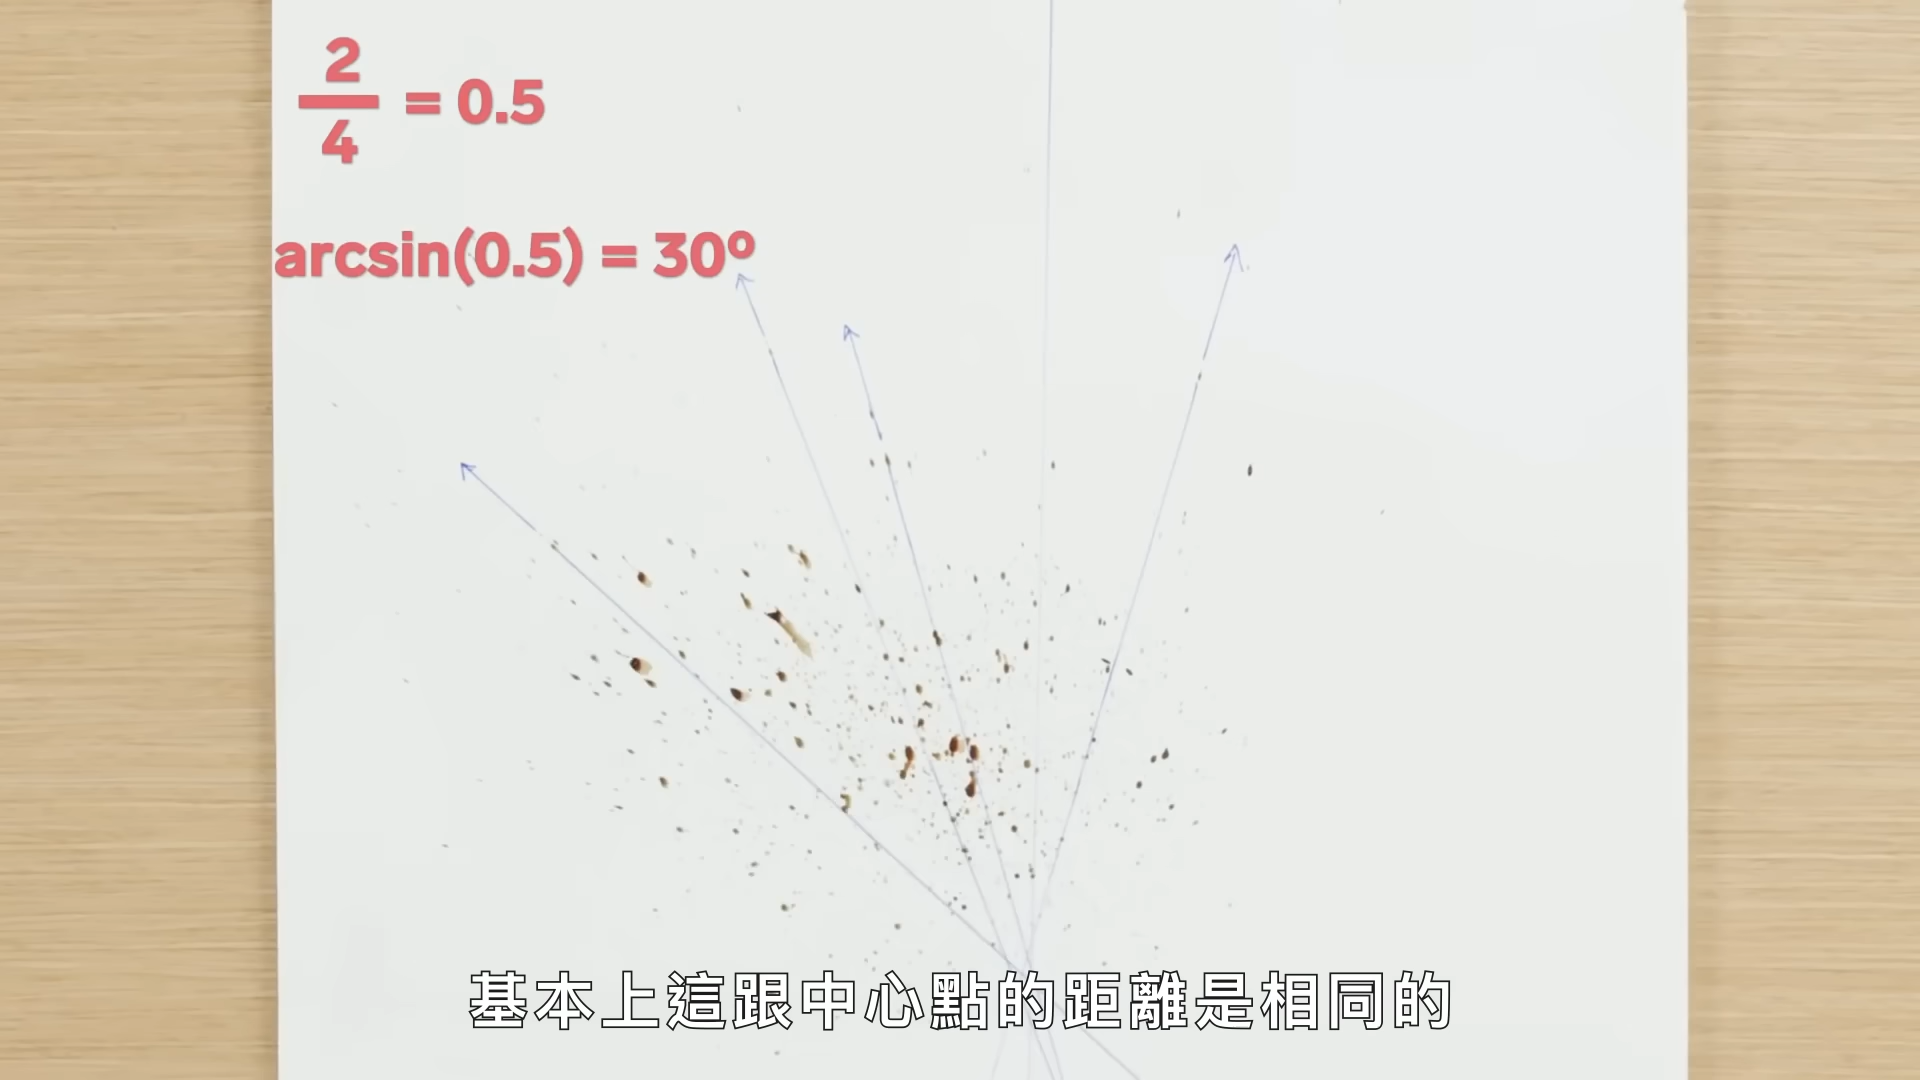 2
4
= 0.5
arcsin(0.5) = 30º
基本上這跟中心點的距離是相同的